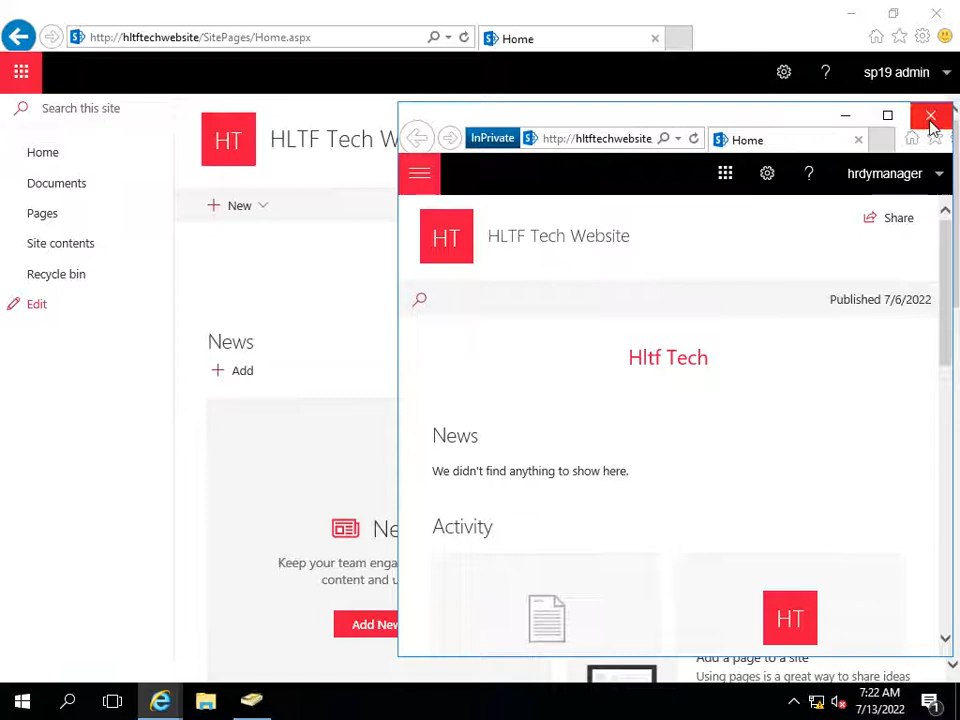 http://hltftechwebsite/SitePages/Home.aspx
Home
sp19 admin
Search this site
HT
HLTF Tech W
Home
Documents
Pages
Site contents
Recycle bin
Edit
New
News
Add
Ne
Keep your team enga
content and u
Add New
InPrivate
http://hltftechwebsite.
Home
hrdymanager
HT
HLTF Tech Website
Share
Published 7/6/2022
Hltf Tech
News
We didn't find anything to show here.
Activity
HT
Add a page to a site
Using pages is a great way to share ideas
7:22 AM
7/13/2022
1